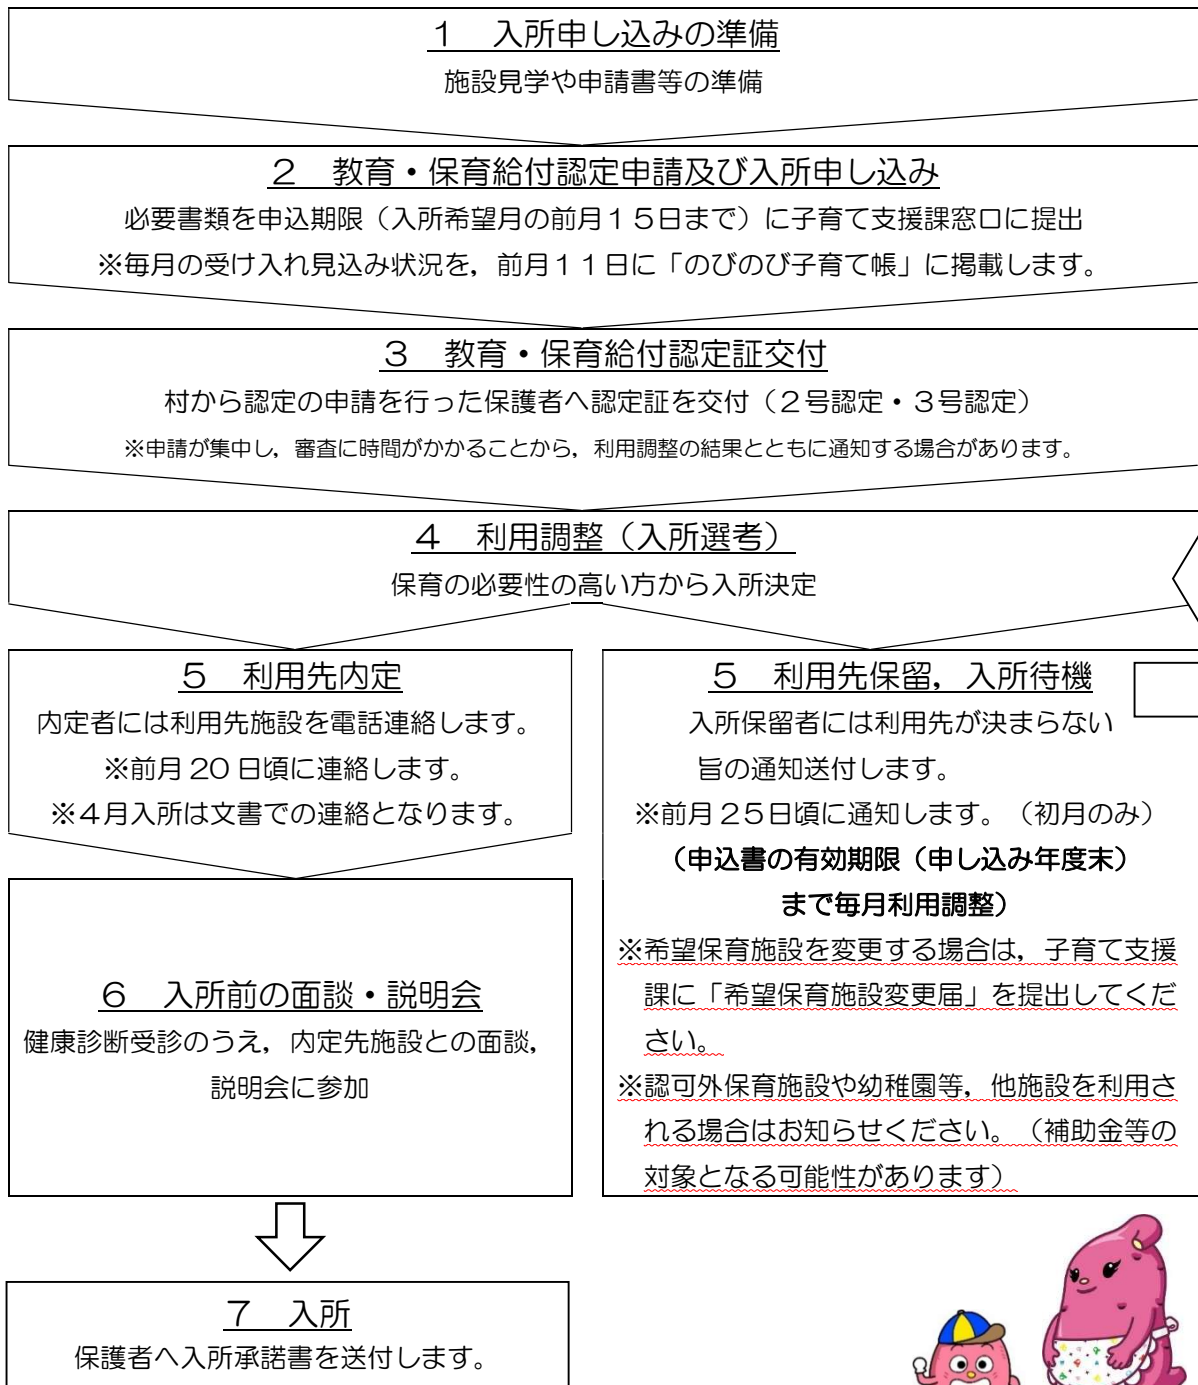 １　入所申し込みの準備
施設見学や申請書等の準備
２　教育・保育給付認定申請及び入所申し込み
必要書類を申込期限（入所希望月の前月１５日まで）に子育て支援課窓口に提出
※毎月の受け入れ見込み状況を，前月１１日に「のびのび子育て帳」に掲載します。
３　教育・保育給付認定証交付
村から認定の申請を行った保護者へ認定証を交付（２号認定・３号認定）
※申請が集中し，審査に時間がかかることから，利用調整の結果とともに通知する場合があります。
４　利用調整（入所選考）
保育の必要性の高い方から入所決定
５　利用先内定
内定者には利用先施設を電話連絡します。
※前月 20 日頃に連絡します。
※４月入所は文書での連絡となります。
６　入所前の面談・説明会
健康診断受診のうえ，内定先施設との面談，
説明会に参加
７　入所
保護者へ入所承諾書を送付します。
５　利用先保留，入所待機
入所保留者には利用先が決まらない
旨の通知送付します。
※前月２５日頃に通知します。（初月のみ）
（申込書の有効期限（申し込み年度末）
まで毎月利用調整）
※希望保育施設を変更する場合は，子育て支援
課に「希望保育施設変更届」を提出してくだ
さい。
※認可外保育施設や幼稚園等，他施設を利用さ
れる場合はお知らせください。（補助金等の
対象となる可能性があります）